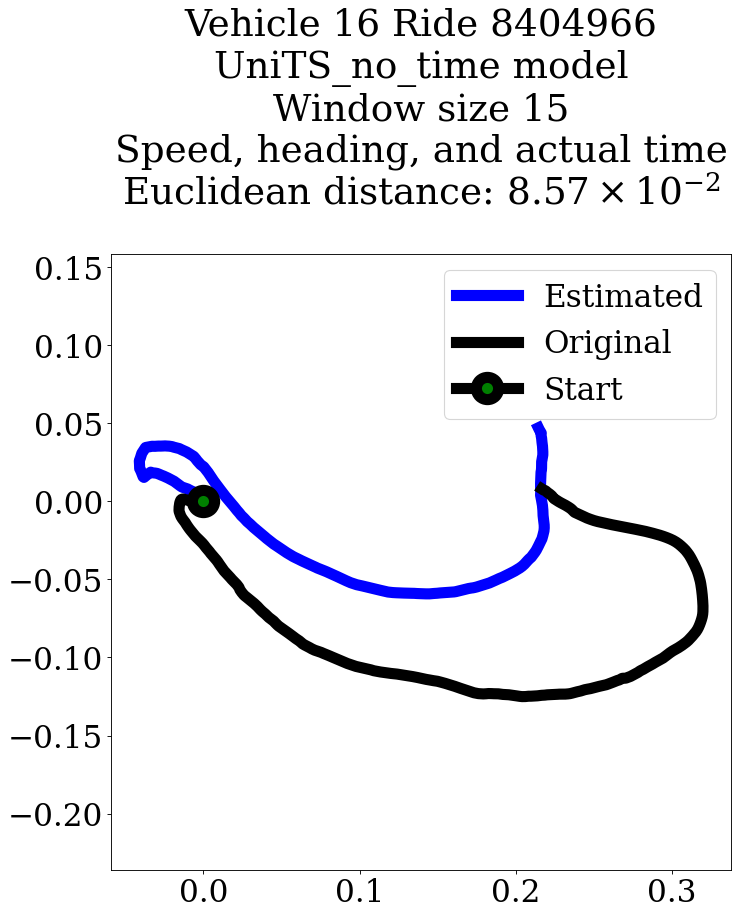 Vehicle 16 Ride 8404966
UniTS_no_time model
Window size 15
Speed, heading, and actual time
Euclidean distance: 8.57 × 10⁻²
Estimated
Original
Start
0.15
0.10
0.05
0.00
−0.05
−0.10
−0.15
−0.20
0.0 0.1 0.2 0.3